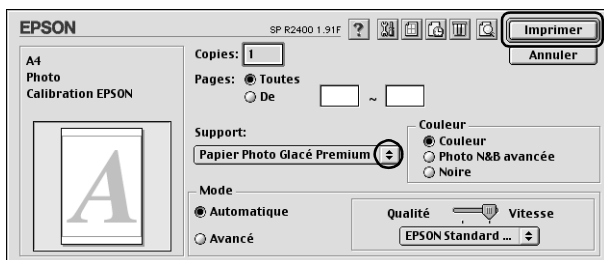 EPSON
SP R2400 1.91F
?
Imprimer
Annuler
A4
Photo
Calibration EPSON
A
Copies: 1
Pages: Toutes
De ~
Support:
Papier Photo Glacé Premium
Couleur
Couleur
Photo N&B avancée
Noire
Mode
Automatique
Avancé
Qualité Vitesse
EPSON Standard ...